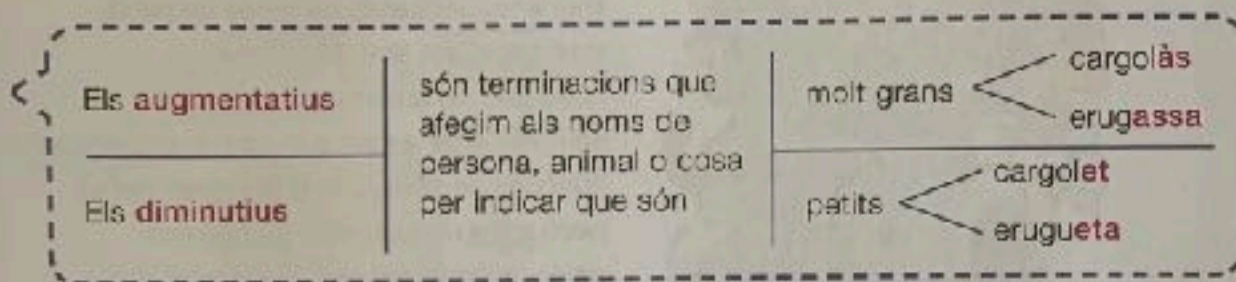 Els augmentatius
Els diminutius
són terminacions que
afegim als noms de
persona, animal o cosa
per indicar que són
molt grans
cargolàs
erugassa
petits
cargolet
erugueta